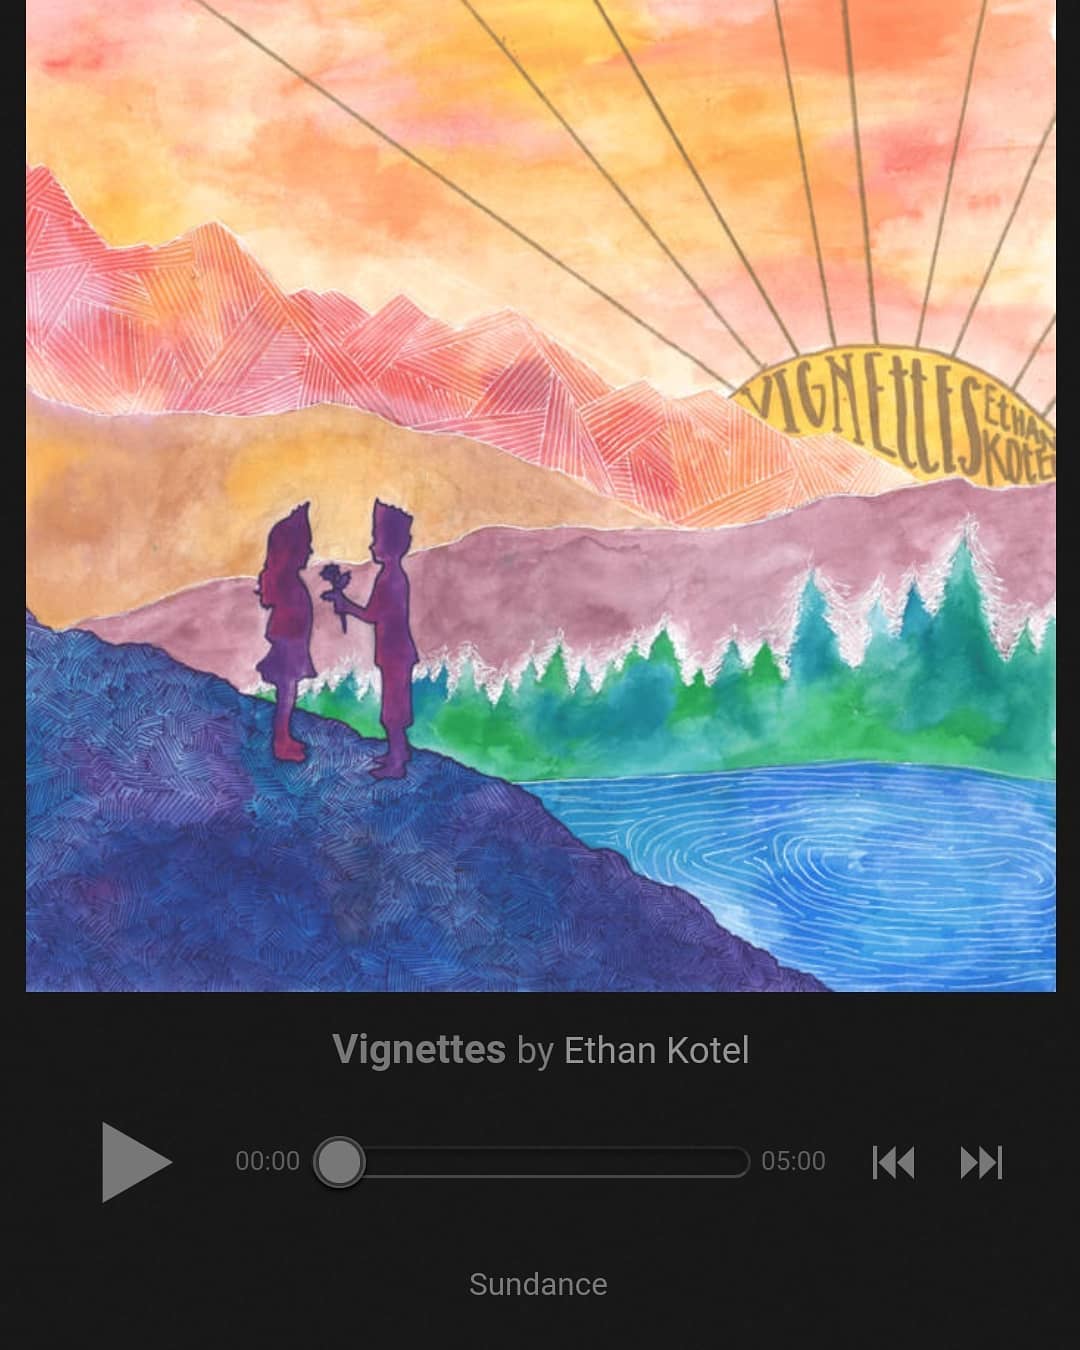 VIGNEttES
EtHAN
KOtEl
Vignettes by Ethan Kotel
00:00
05:00
Sundance